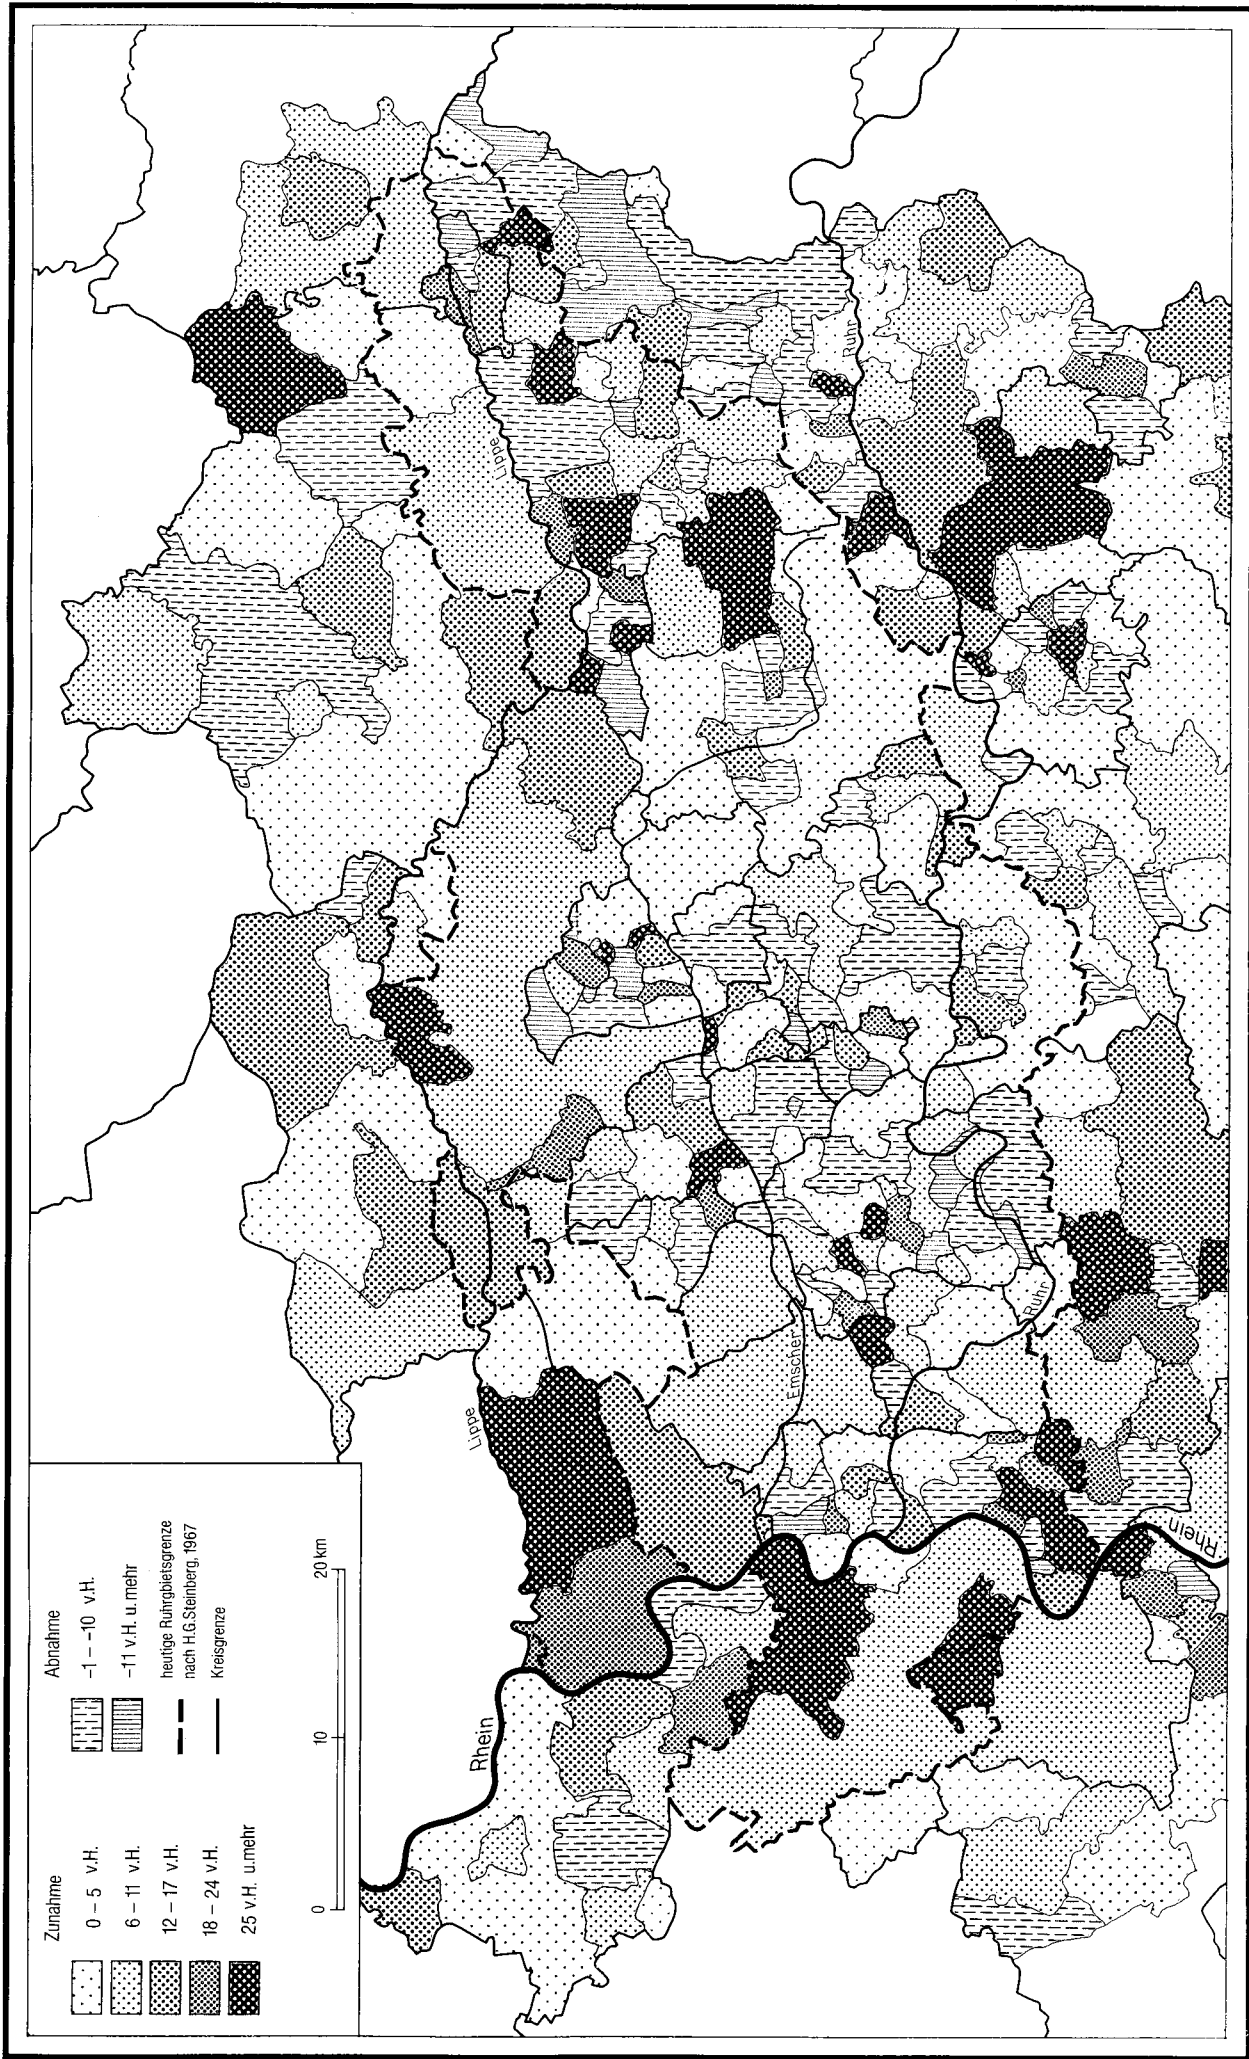 Zunahme
0 – 5 v.H.
6 – 11 v.H.
12 – 17 v.H.
18 – 24 v.H.
25 v.H. u.mehr
Abnahme
–1 – –10 v.H.
–11 v.H. u.mehr
heutige Ruhrgbietsgrenze
nach H.G.Steinberg, 1967
Kreisgrenze
0 10 20 km
Rhein
Lippe
Lippe
Emscher
Ruhr
Ruhr
Rhein